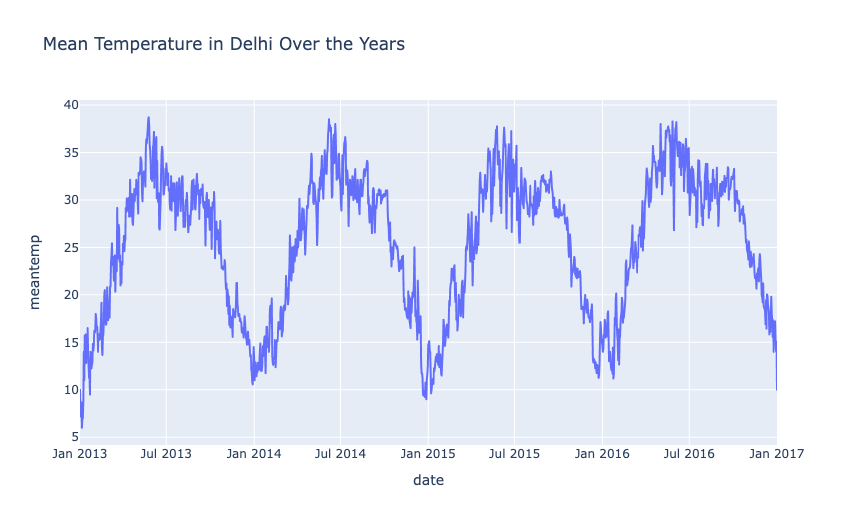 Mean Temperature in Delhi Over the Years
40
35
30
25
20
15
10
5
meantemp
Jan 2013 Jul 2013 Jan 2014 Jul 2014 Jan 2015 Jul 2015 Jan 2016 Jul 2016 Jan 2017
date